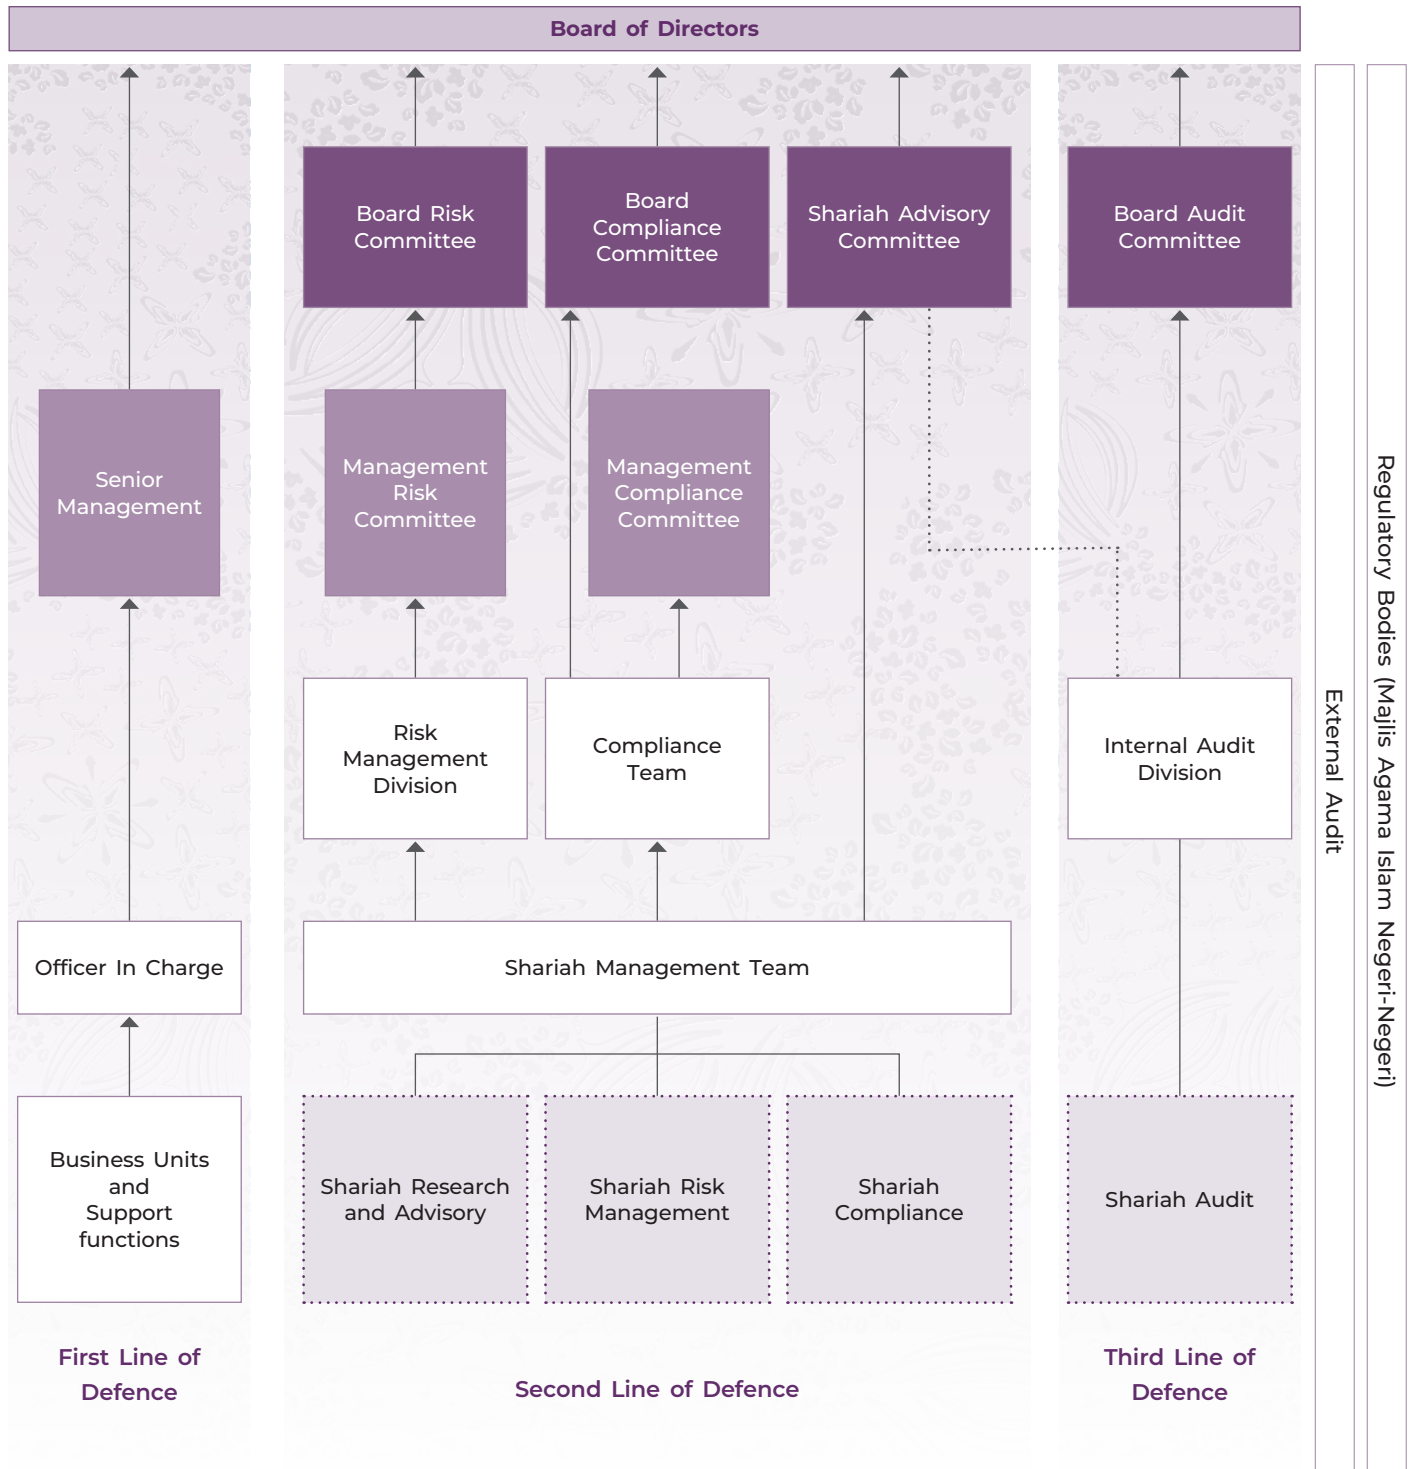 Board of Directors
Board Risk
Committee
Board
Compliance
Committee
Shariah Advisory
Committee
Board Audit
Committee
Senior
Management
Management
Risk
Committee
Management
Compliance
Committee
Risk
Management
Division
Compliance
Team
Internal Audit
Division
Officer In Charge
Shariah Management Team
Business Units
and
Support
functions
Shariah Research
and Advisory
Shariah Risk
Management
Shariah
Compliance
Shariah Audit
First Line of
Defence
Second Line of Defence
Third Line of
Defence
External Audit
Regulatory Bodies (Majlis Agama Islam Negeri-Negeri)